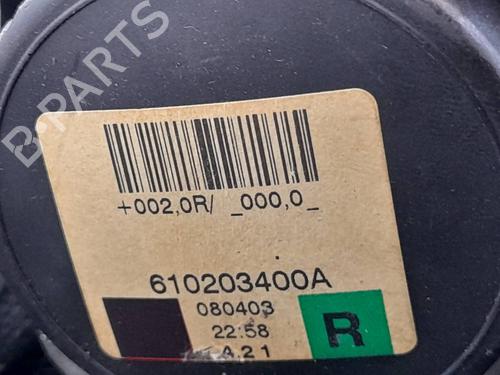 B-PARTS
+002,0R/ _000,0_
610203400A
080403
22:58
A.21
R